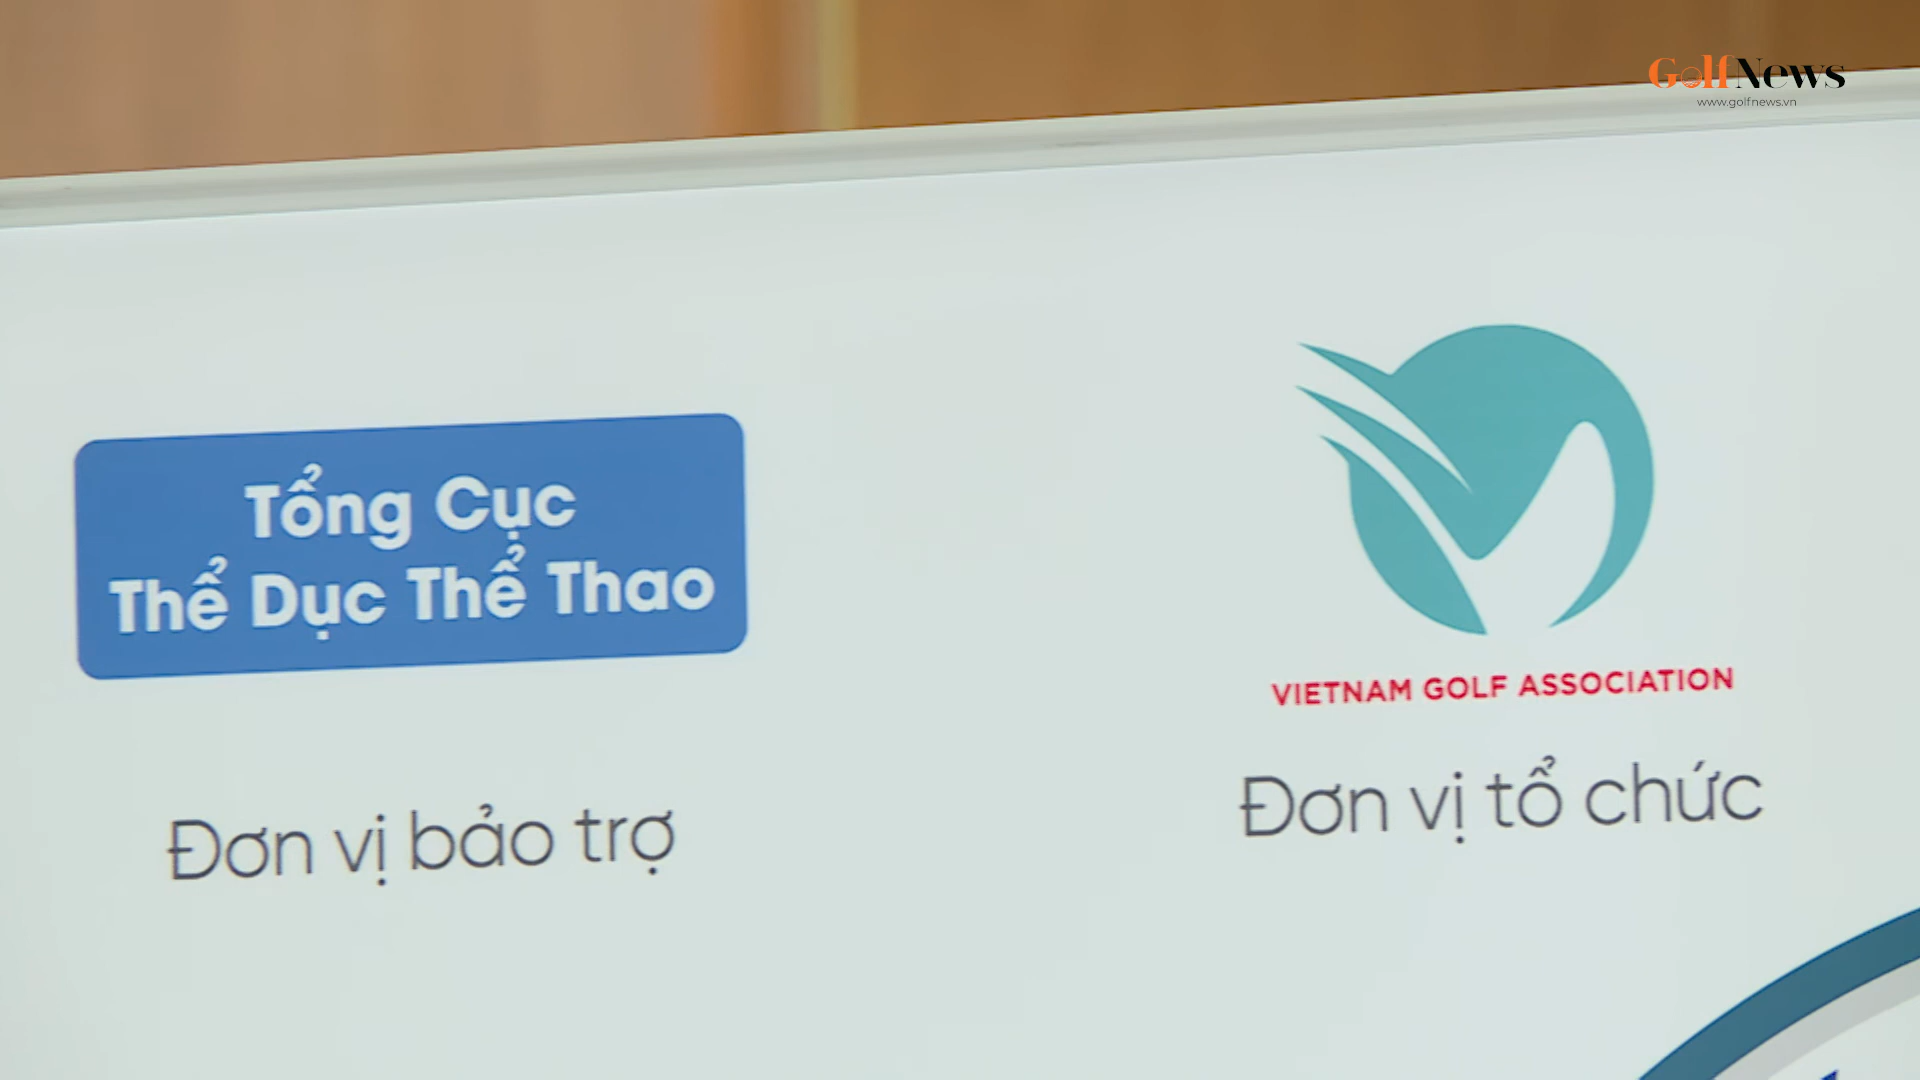 GolfNews
www.golfnews.vn
Tổng Cục
Thể Dục Thể Thao
Đơn vị bảo trợ
VIETNAM GOLF ASSOCIATION
Đơn vị tổ chức